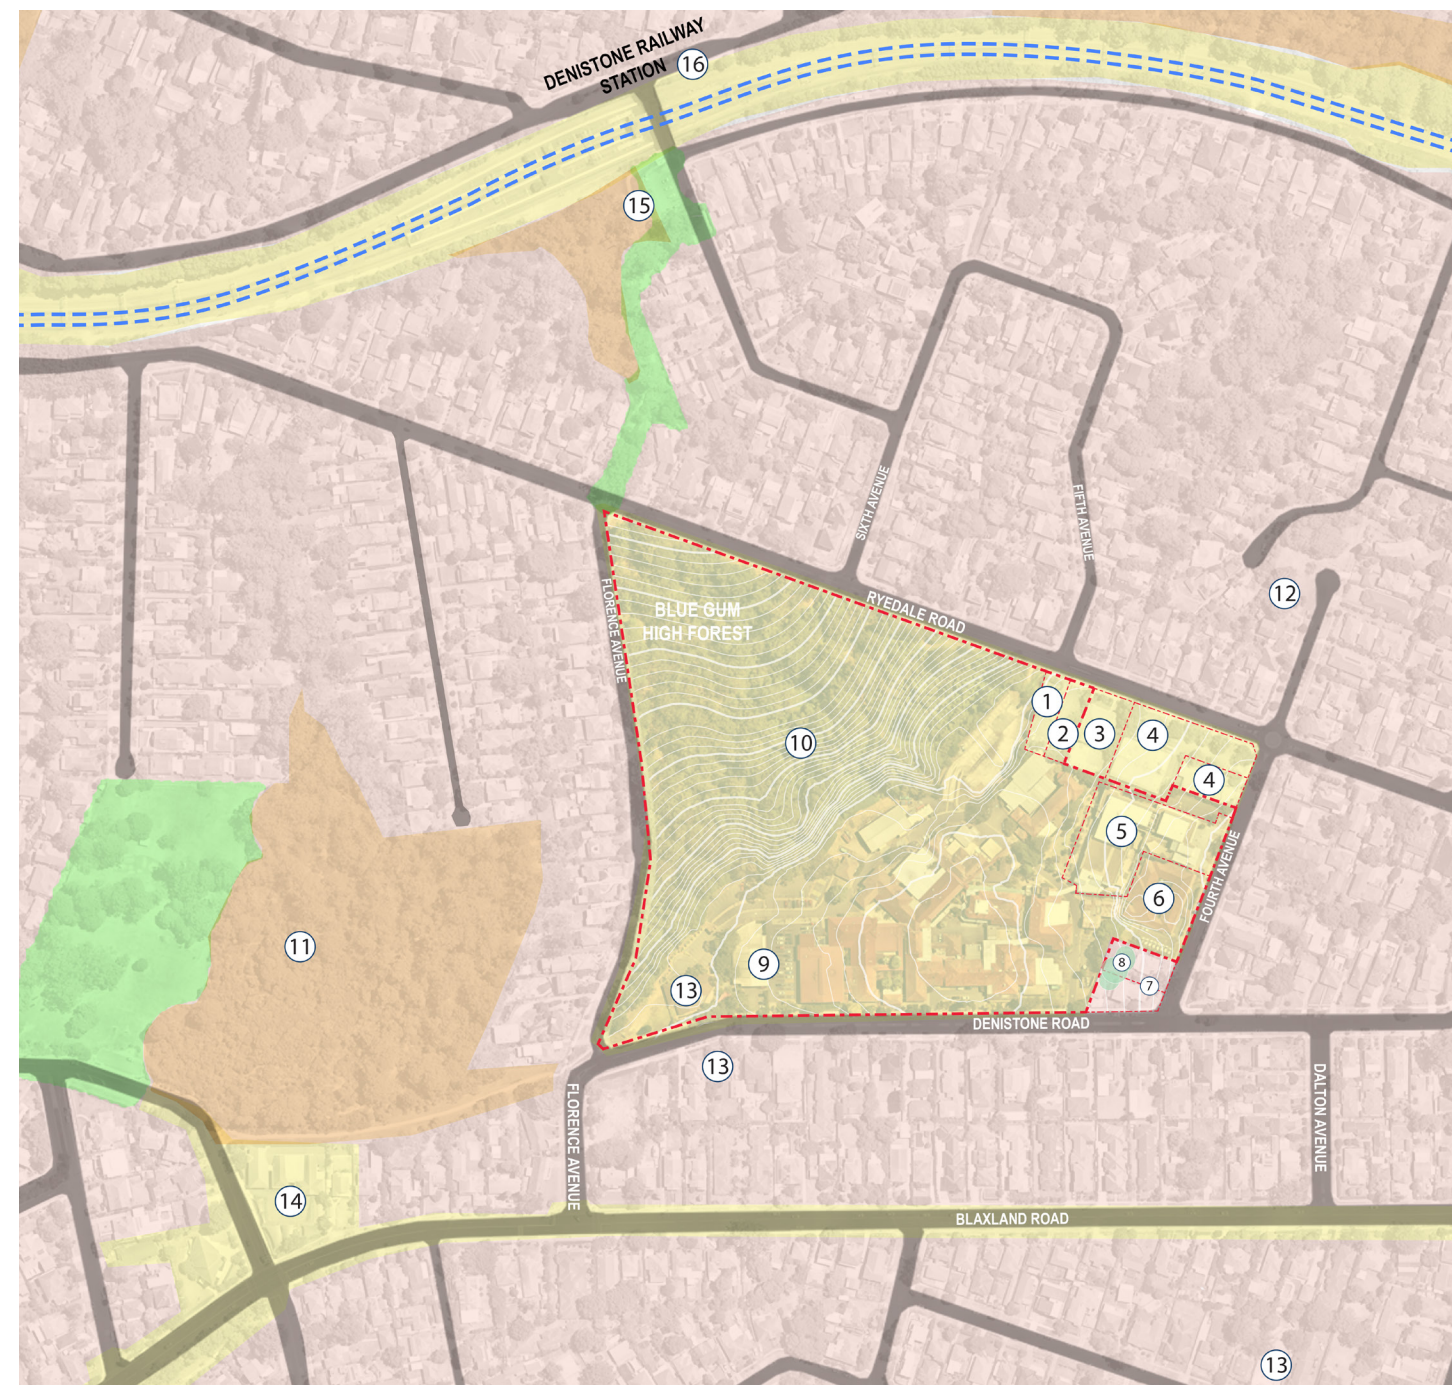 DENISTONE RAILWAY
STATION
16
15
SIXTH AVENUE
FIFTH AVENUE
12
FLORENCE AVENUE
BLUE GUM
HIGH FOREST
RYEDALE ROAD
1
2
3
4
10
4
5
FOURTH AVENUE
6
11
9
8
7
13
DENISTONE ROAD
13
FLORENCE AVENUE
DALTON AVENUE
14
BLAXLAND ROAD
13